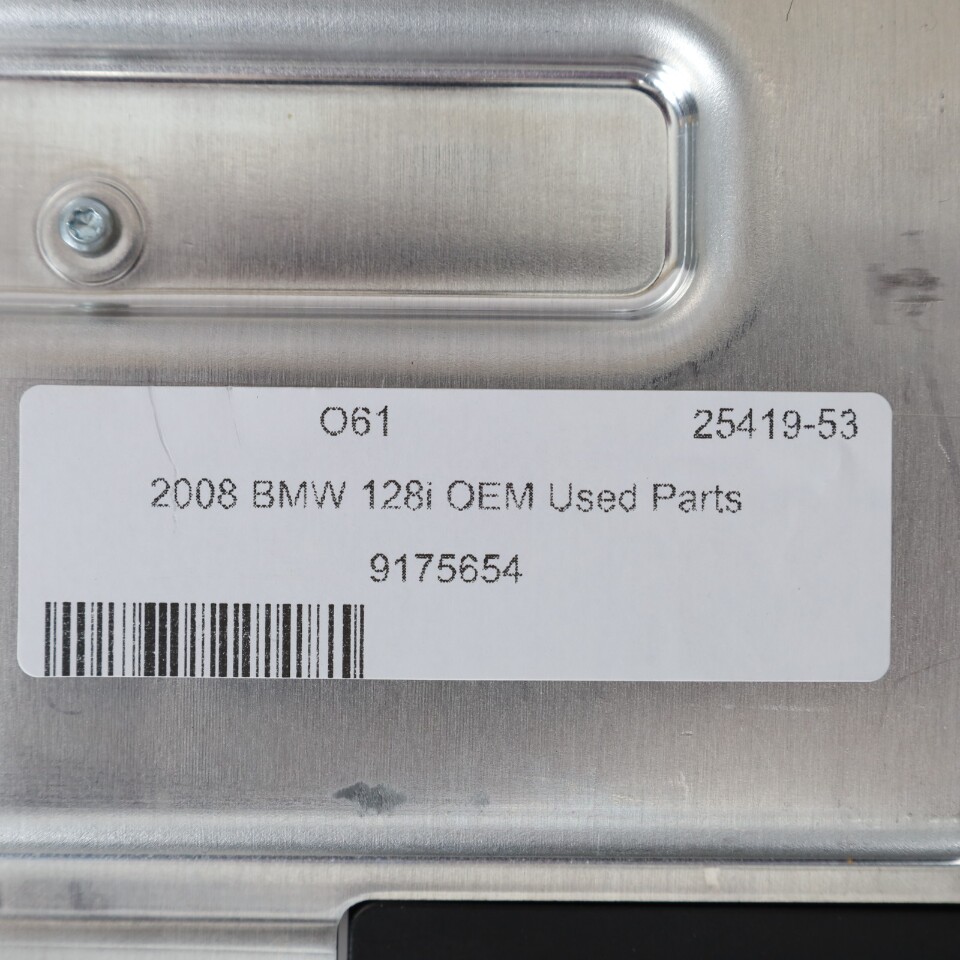 O61 25419-53
2008 BMW 128i OEM Used Parts
9175654